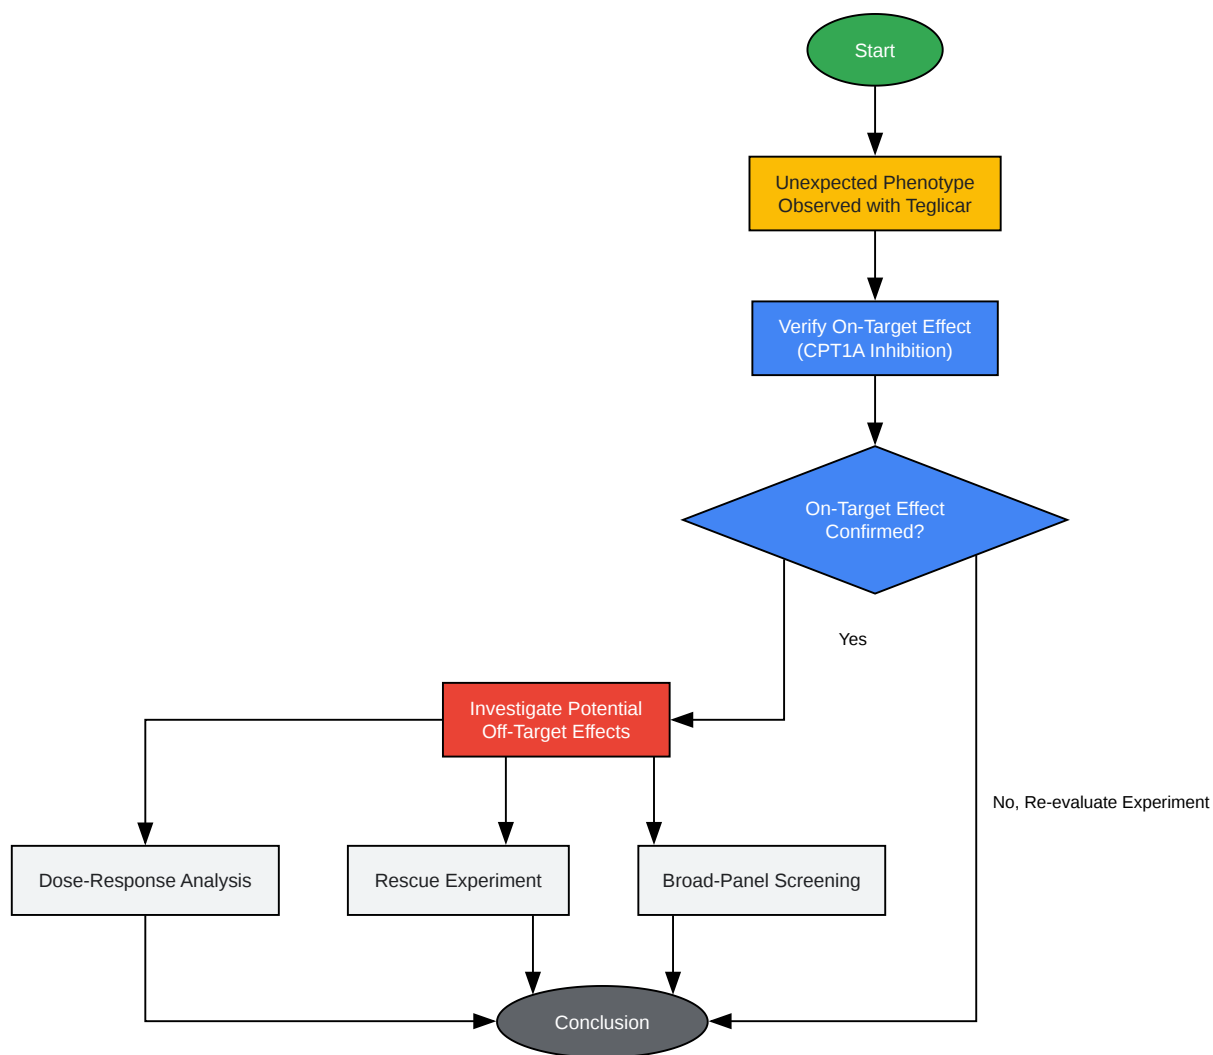 Start
Unexpected Phenotype
Observed with Teglicar
Verify On-Target Effect
(CPT1A Inhibition)
On-Target Effect
Confirmed?
Yes
Investigate Potential
Off-Target Effects
No, Re-evaluate Experiment
Dose-Response Analysis
Rescue Experiment
Broad-Panel Screening
Conclusion